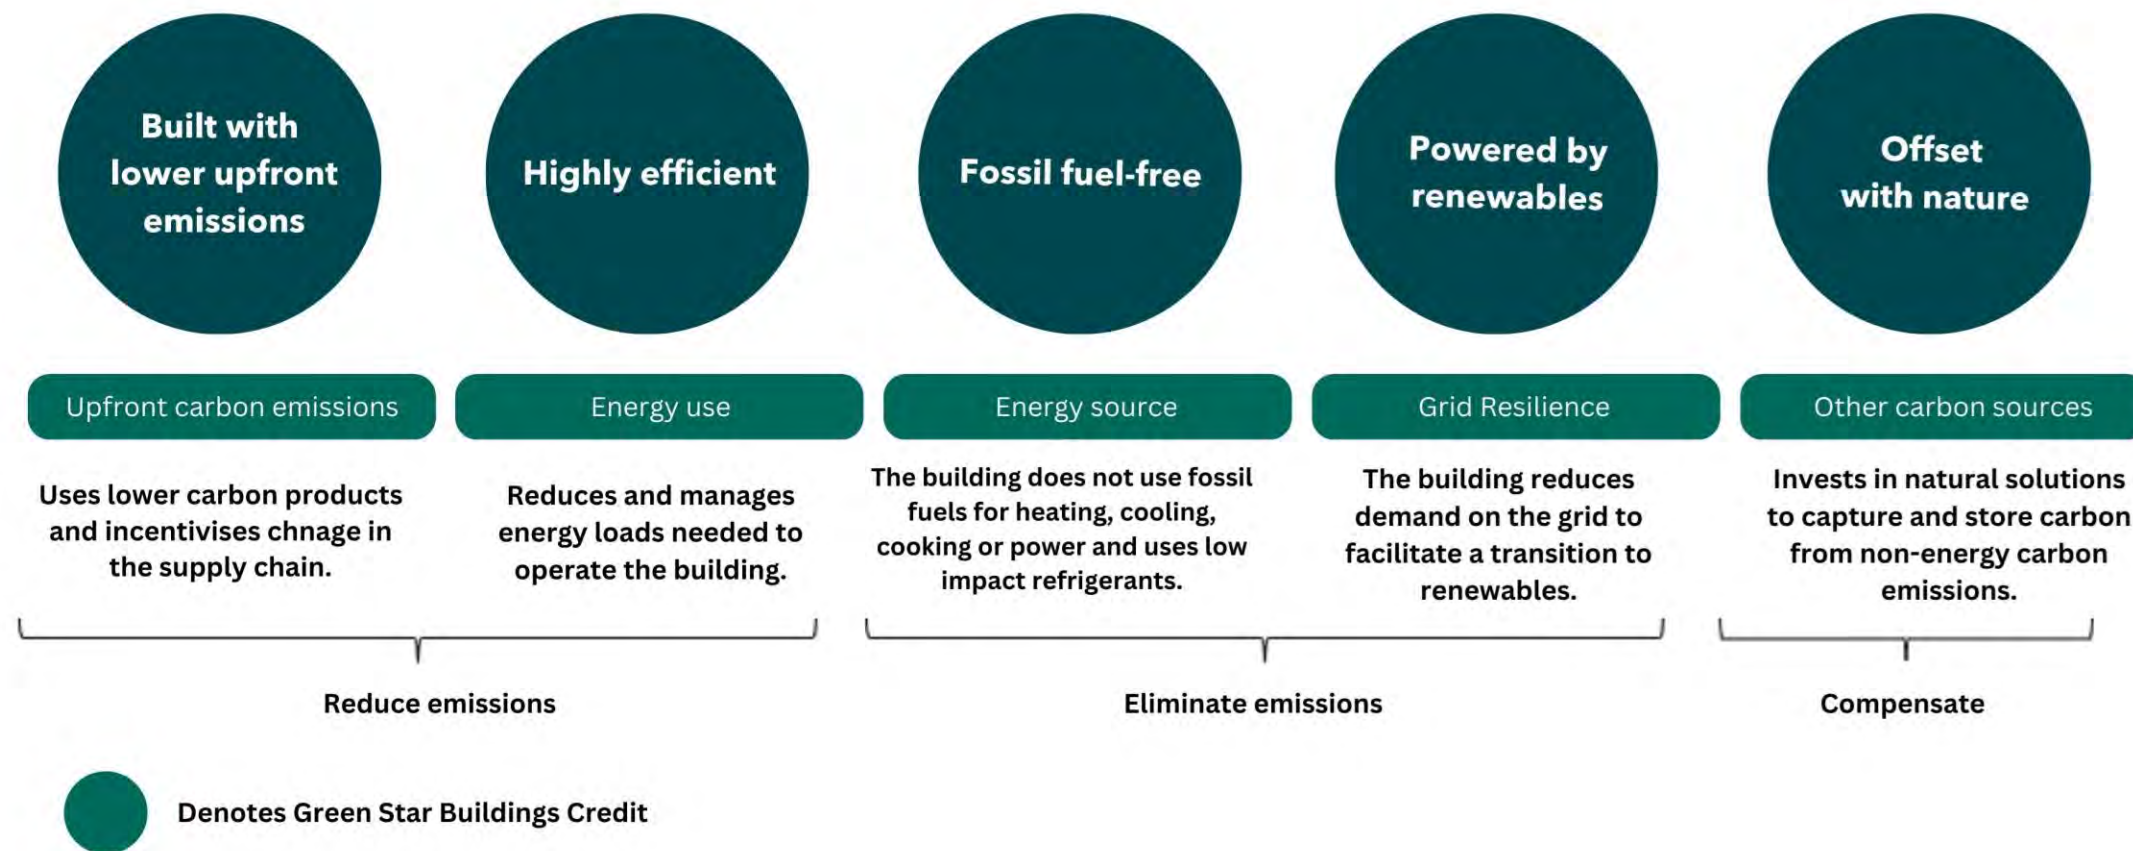 Built with
lower upfront
emissions
Highly efficient
Fossil fuel-free
Powered by
renewables
Offset
with nature
Upfront carbon emissions
Energy use
Energy source
Grid Resilience
Other carbon sources
Uses lower carbon products
and incentivises chnage in
the supply chain.
Reduces and manages
energy loads needed to
operate the building.
The building does not use fossil
fuels for heating, cooling,
cooking or power and uses low
impact refrigerants.
The building reduces
demand on the grid to
facilitate a transition to
renewables.
Invests in natural solutions
to capture and store carbon
from non-energy carbon
emissions.
Reduce emissions
Eliminate emissions
Compensate
Denotes Green Star Buildings Credit